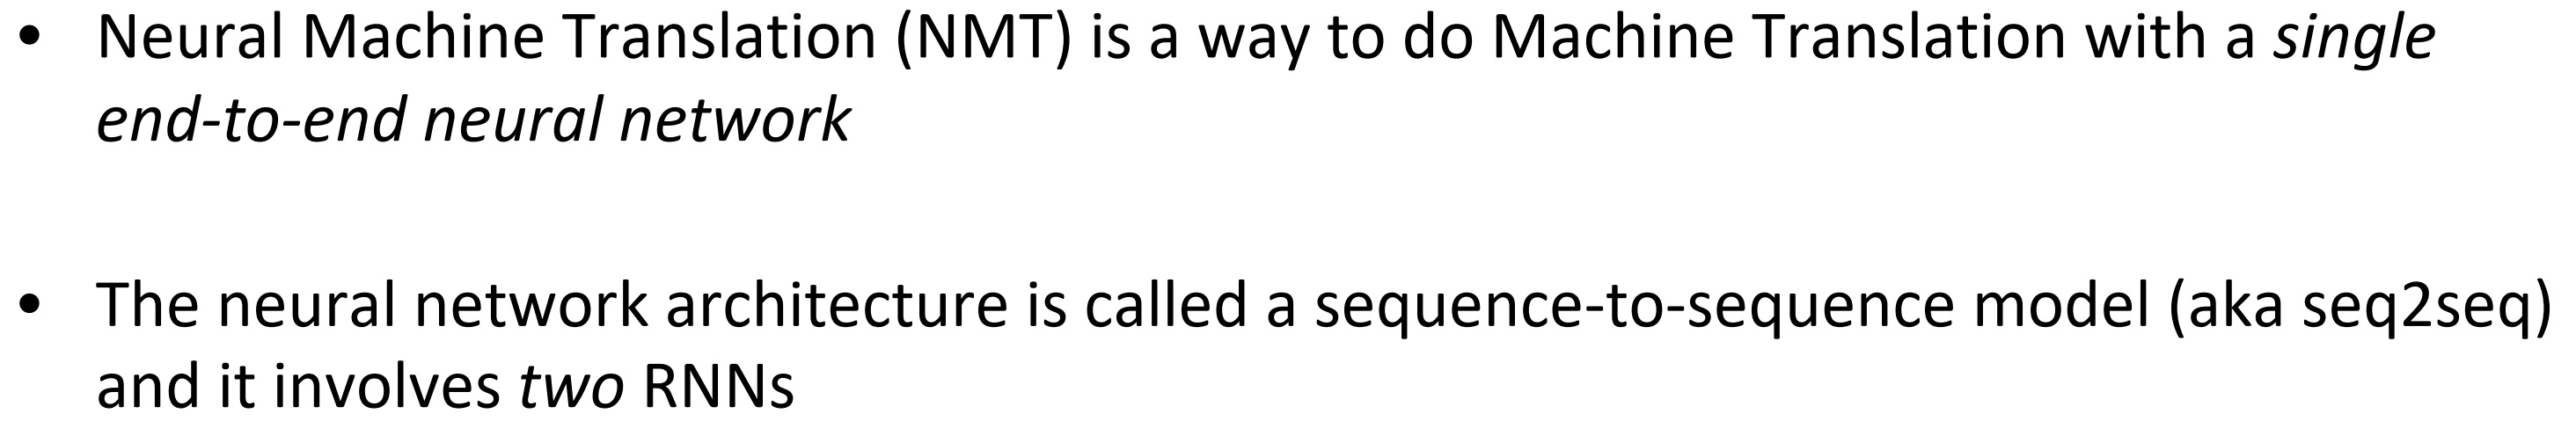 • Neural Machine Translation (NMT) is a way to do Machine Translation with a single
end-to-end neural network
• The neural network architecture is called a sequence-to-sequence model (aka seq2seq)
and it involves two RNNs